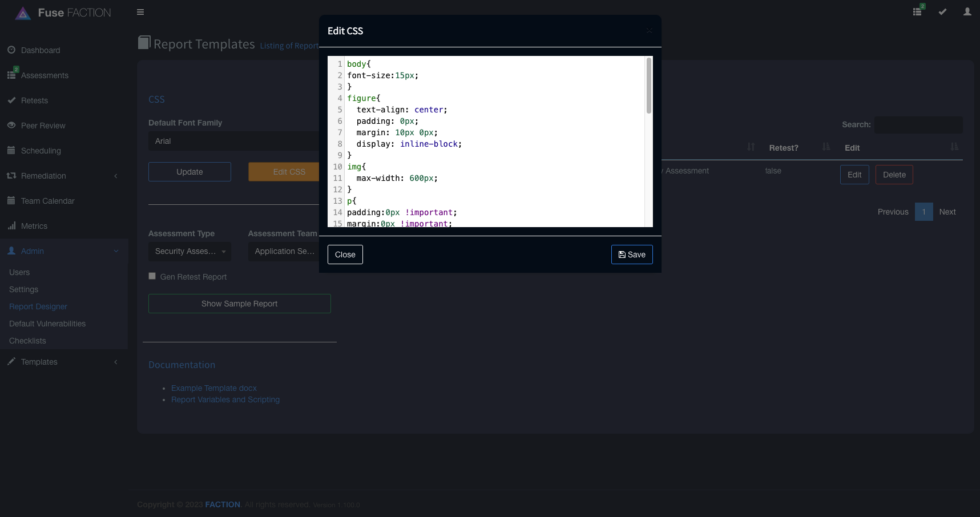 Fuse FACTION
3
Edit CSS
Dashboard
Report Templates Listing of Report
2
Assessments
Retests
Peer Review
Scheduling
Remediation
Team Calendar
Metrics
Admin
Users
Settings
Report Designer
Default Vulnerabilities
Checklists
Templates
CSS
Default Font Family
Arial
Update
Edit CSS
Assessment Type
Assessment Team
Security Asses...
Application Se...
Gen Retest Report
Show Sample Report
Documentation
Example Template docx
Report Variables and Scripting
1 body{
2 font-size:15px;
3 }
4 figure{
5 text-align: center;
6 padding: 0px;
7 margin: 10px 0px;
8 display: inline-block;
9 }
10 img{
11 max-width: 600px;
12 }
13 p{
14 padding:0px !important;
15 margin:0px !important;
Close
Save
Search:
Retest?
Edit
Assessment
false
Edit
Delete
Previous
1
Next
Copyright © 2023 FACTION. All rights reserved.